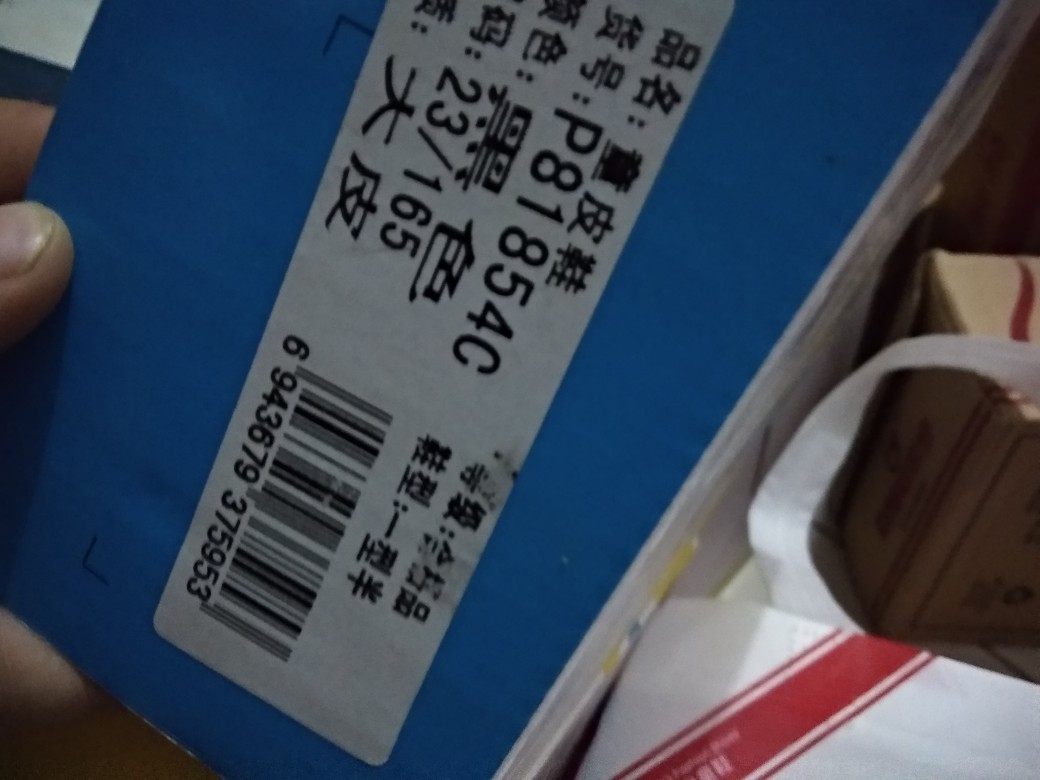 品名：童皮鞋
货号：P81854C
颜色：黑色
码：23/165
质：大皮
等级：合格品
鞋型：一型半
6 943679 375953